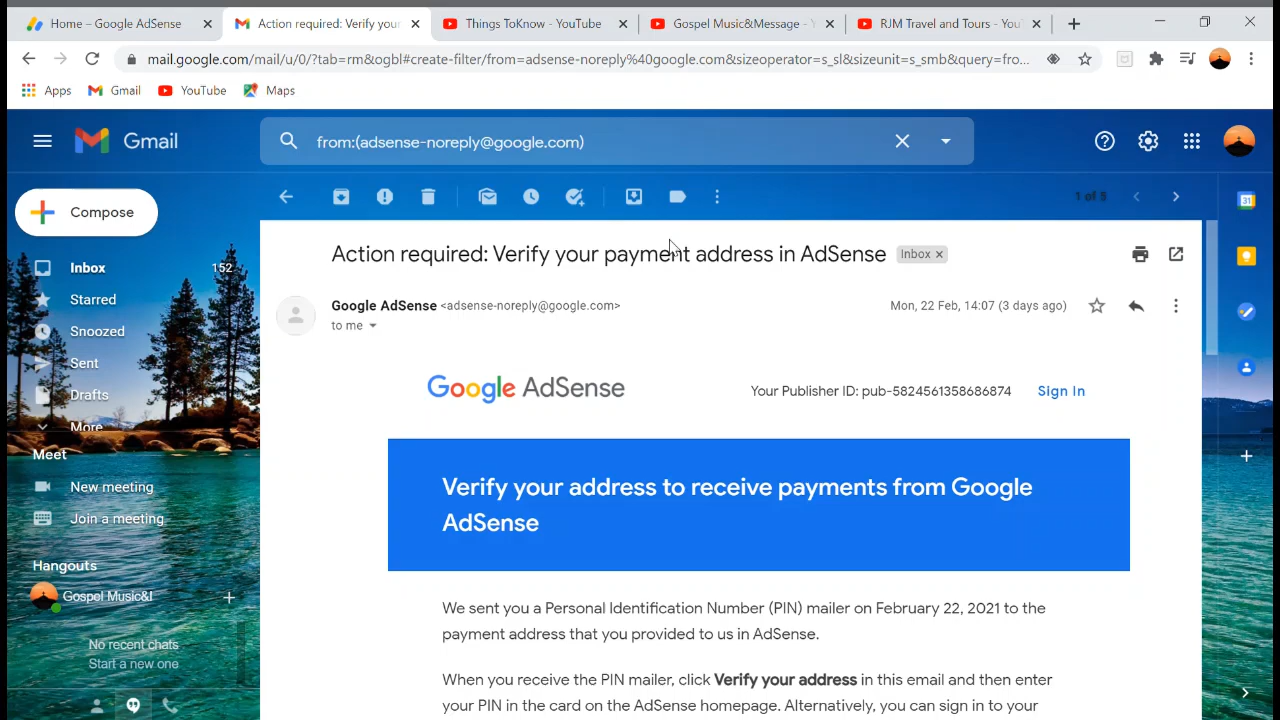 Home – Google AdSense
Action required: Verify your
Things ToKnow - YouTube
Gospel Music&Message - Y
RJM Travel and Tours - You
mail.google.com/mail/u/0/?tab=rm&ogbl#create-filter/from=adsense-noreply%40google.com&sizeoperator=s_sl&sizeunit=s_smb&query=fro...
Apps
Gmail
YouTube
Maps
Gmail
from:(adsense-noreply@google.com)
Compose
1 of 8
Inbox 152
Starred
Snoozed
Sent
Drafts
More
Meet
New meeting
Join a meeting
Hangouts
Gospel Music&!
No recent chats
Start a new one
Action required: Verify your payment address in AdSense
Inbox
Google AdSense <adsense-noreply@google.com>
Mon, 22 Feb, 14:07 (3 days ago)
to me
Google AdSense
Your Publisher ID: pub-5824561358686874
Sign In
Verify your address to receive payments from Google
AdSense
We sent you a Personal Identification Number (PIN) mailer on February 22, 2021 to the
payment address that you provided to us in AdSense.
When you receive the PIN mailer, click Verify your address in this email and then enter
your PIN in the card on the AdSense homepage. Alternatively, you can sign in to your
31